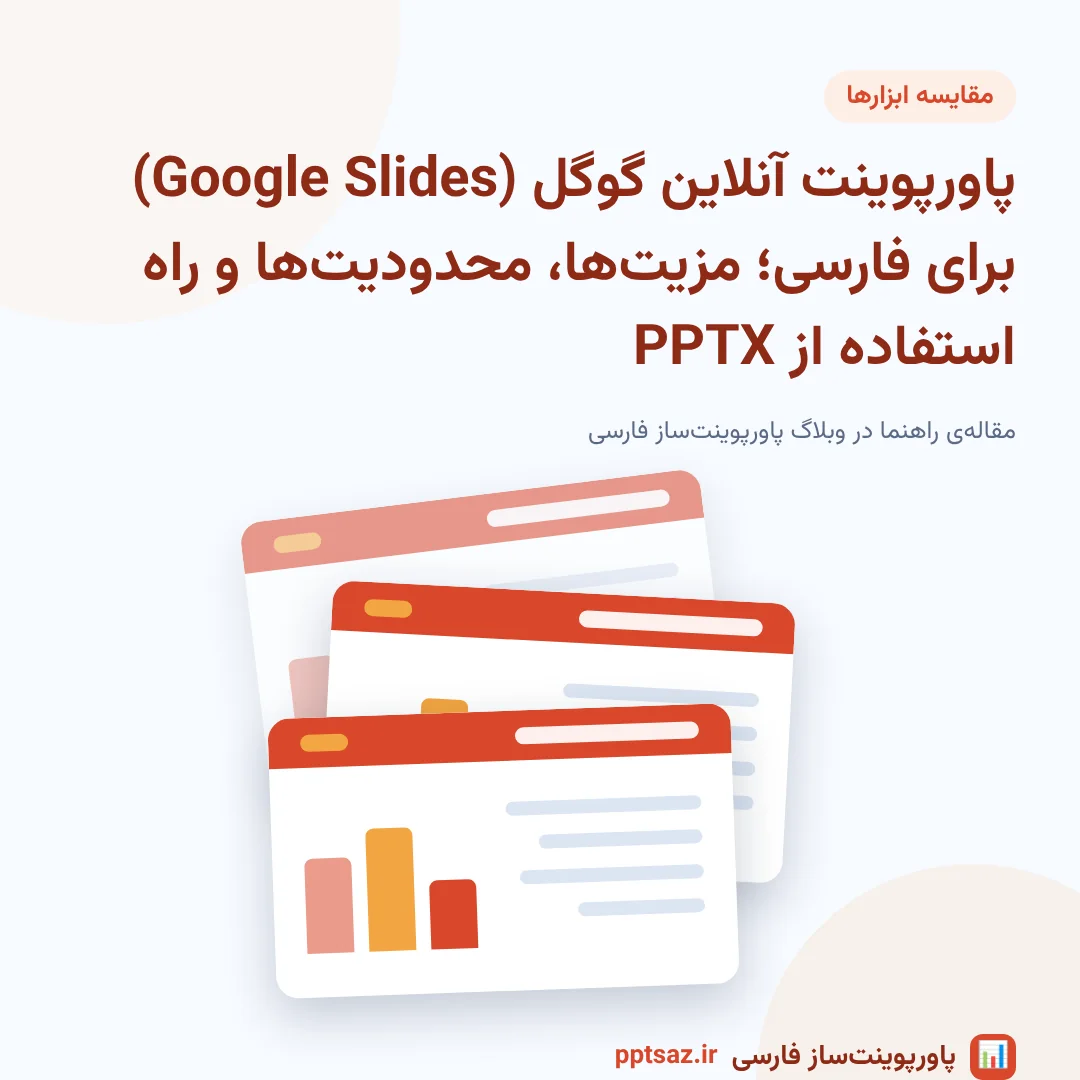 مقایسه ابزارها
پاورپوینت آنلاین گوگل (Google Slides)
برای فارسی؛ مزیت‌ها، محدودیت‌ها و راه
استفاده از PPTX
مقاله‌ی راهنما در وبلاگ پاورپوینت‌ساز فارسی
پاورپوینت‌ساز فارسی pptsaz.ir